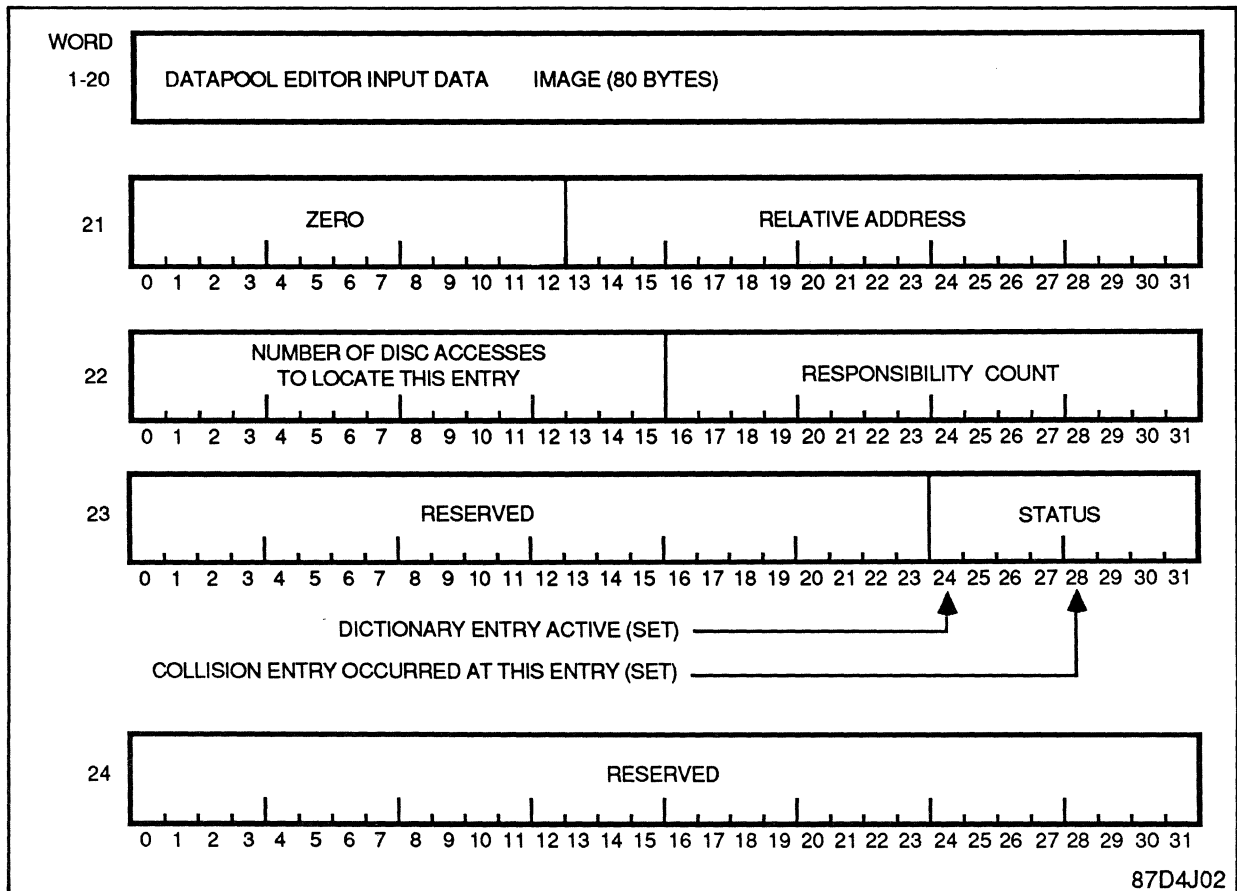 WORD
1-20 DATAPOOL EDITOR INPUT DATA IMAGE (80 BYTES)
21 ZERO RELATIVE ADDRESS
0 1 2 3 4 5 6 7 8 9 10 11 12 13 14 15 16 17 18 19 20 21 22 23 24 25 26 27 28 29 30 31
NUMBER OF DISC ACCESSES
22 TO LOCATE THIS ENTRY RESPONSIBILITY COUNT
0 1 2 3 4 5 6 7 8 9 10 11 12 13 14 15 16 17 18 19 20 21 22 23 24 25 26 27 28 29 30 31
23 RESERVED STATUS
0 1 2 3 4 5 6 7 8 9 10 11 12 13 14 15 16 17 18 19 20 21 22 23 24 25 26 27 28 29 30 31
DICTIONARY ENTRY ACTIVE (SET)
COLLISION ENTRY OCCURRED AT THIS ENTRY (SET)
24 RESERVED
0 1 2 3 4 5 6 7 8 9 10 11 12 13 14 15 16 17 18 19 20 21 22 23 24 25 26 27 28 29 30 31
87D4J02